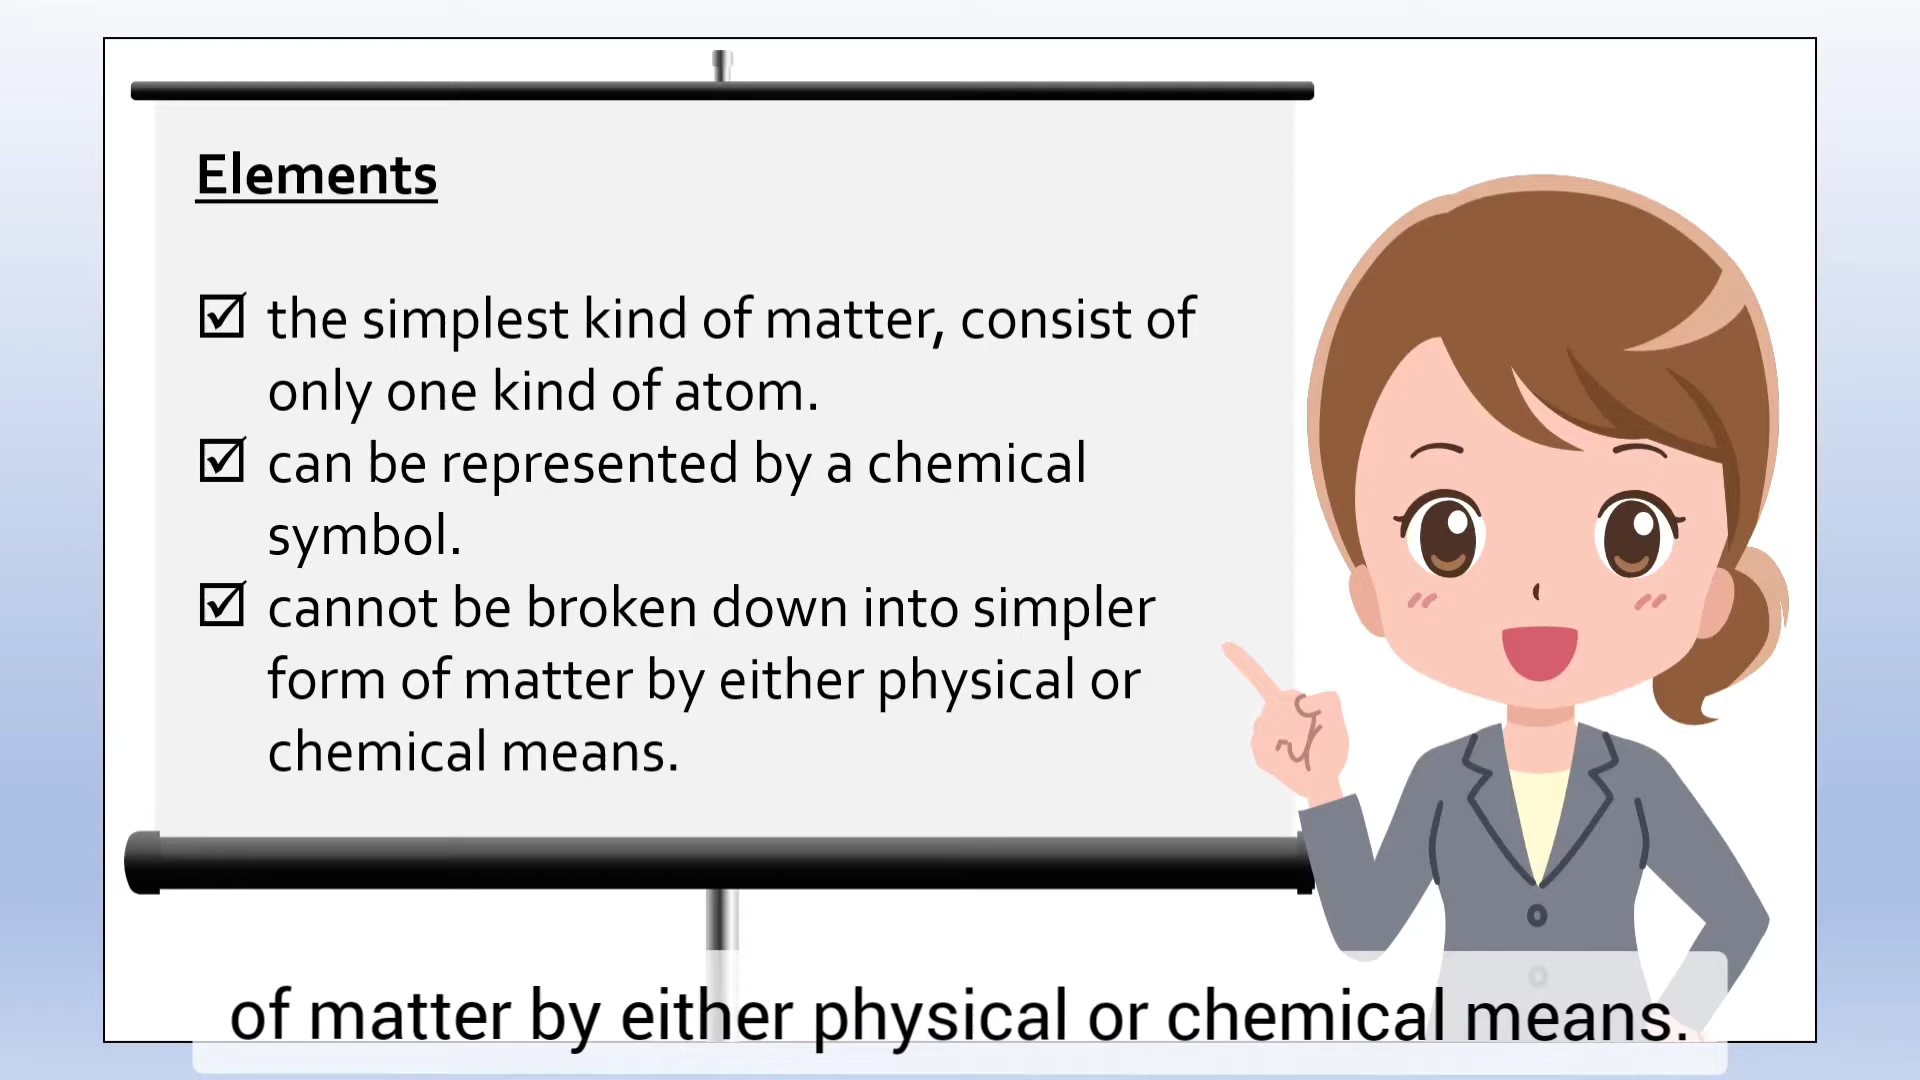 Elements
☑ the simplest kind of matter, consist of
only one kind of atom.
☑ can be represented by a chemical
symbol.
☑ cannot be broken down into simpler
form of matter by either physical or
chemical means.
of matter by either physical or chemical means.